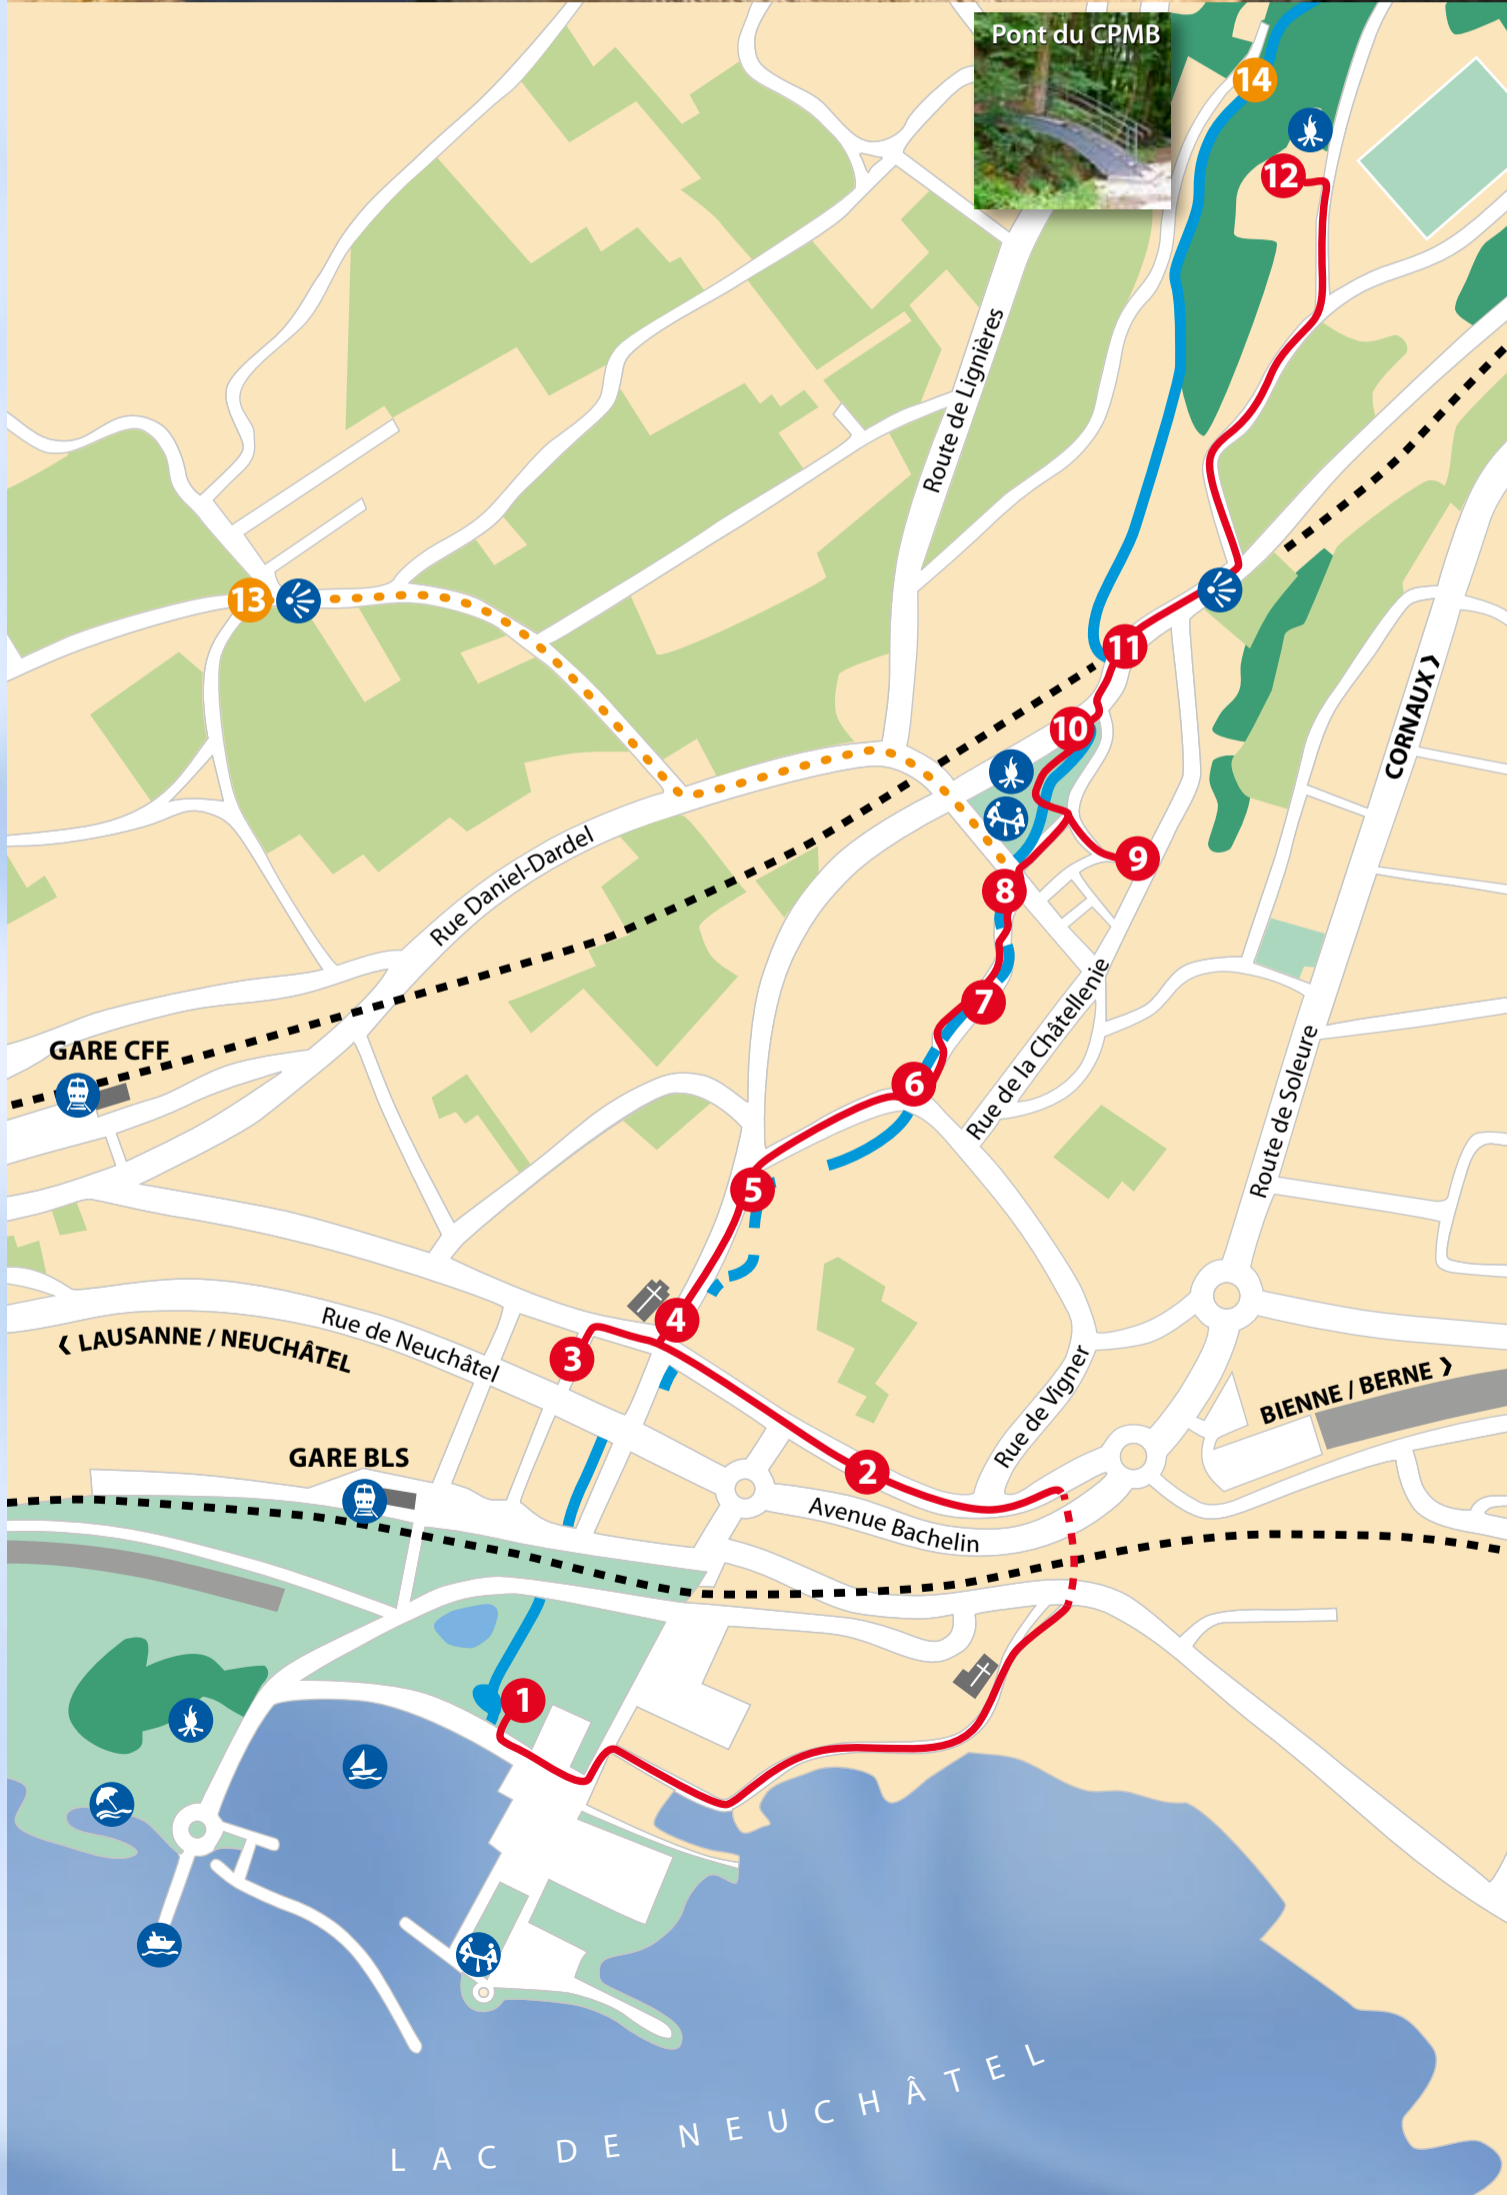 Pont du CPMB
14
12
Route de Lignières
13
11
CORNAUX ❯
10
9
8
Rue Daniel-Dardel
7
Rue de la Châtellenie
GARE CFF
6
Route de Soleure
5
4
Rue de Neuchâtel
❮ LAUSANNE / NEUCHÂTEL
3
BIENNE / BERNE ❯
Rue de Vigner
GARE BLS
2
Avenue Bachelin
1
LAC DE NEUCHÂTEL